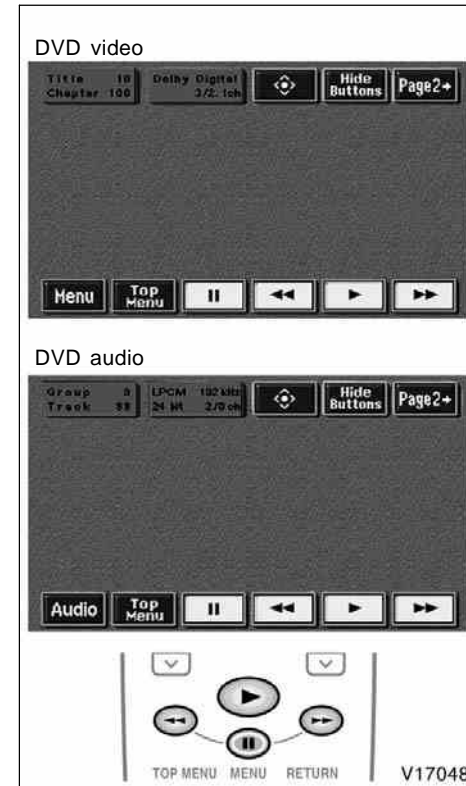 DVD video
Title 10 Dolby Digital Hide
Chapter 100 3/2. 1ch Buttons Page2
Menu Top
Menu
DVD audio
Group LPCM 192 kHz Hide
Track 24 bit 2/0 ch Buttons Page2
Audio Top
Menu
TOP MENU MENU RETURN
V17048